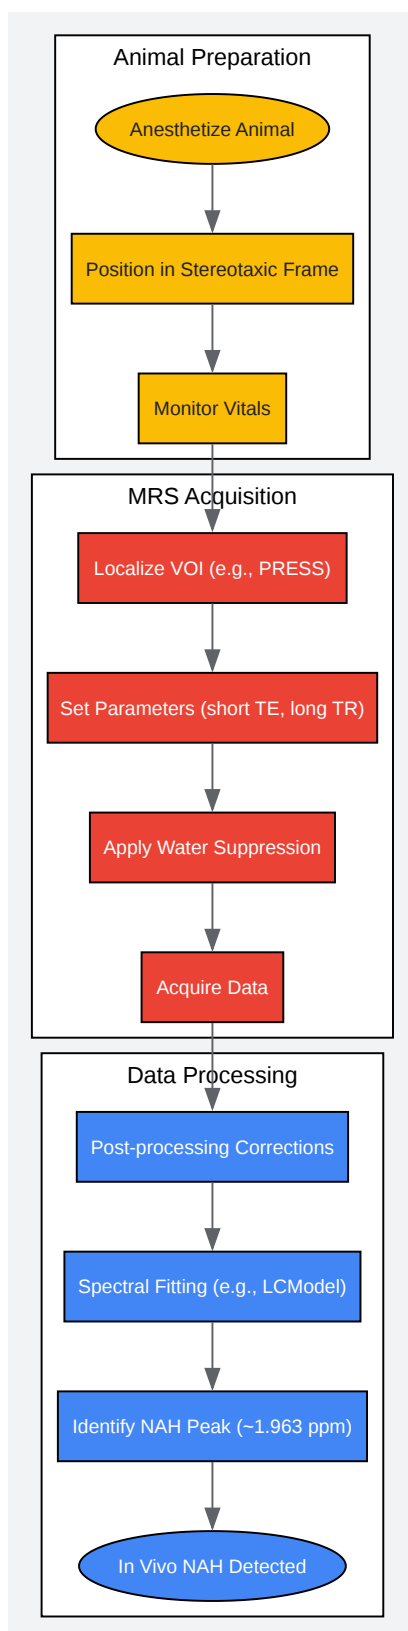 Animal Preparation
Anesthetize Animal
Position in Stereotaxic Frame
Monitor Vitals
MRS Acquisition
Localize VOI (e.g., PRESS)
Set Parameters (short TE, long TR)
Apply Water Suppression
Acquire Data
Data Processing
Post-processing Corrections
Spectral Fitting (e.g., LCModel)
Identify NAH Peak (~1.963 ppm)
In Vivo NAH Detected